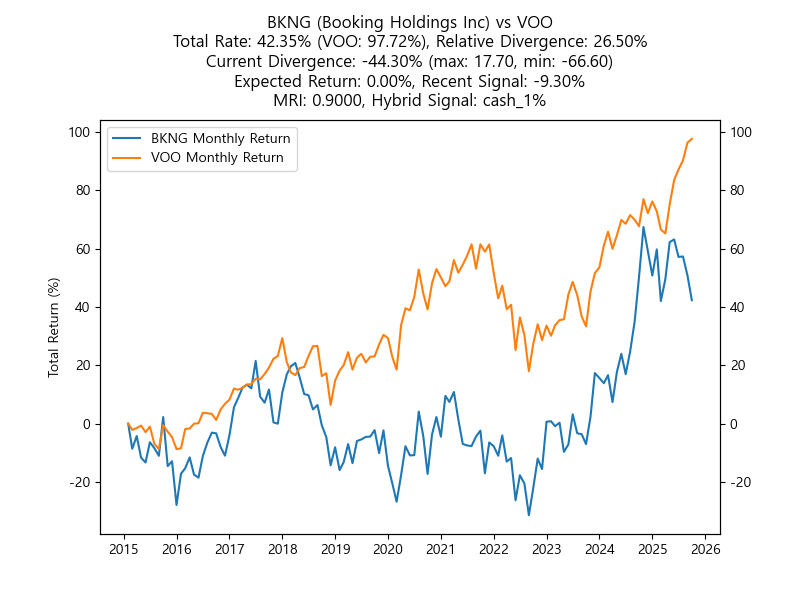 BKNG (Booking Holdings Inc) vs VOO
Total Rate: 42.35% (VOO: 97.72%), Relative Divergence: 26.50%
Current Divergence: -44.30% (max: 17.70, min: -66.60)
Expected Return: 0.00%, Recent Signal: -9.30%
MRI: 0.9000, Hybrid Signal: cash_1%
BKNG Monthly Return
VOO Monthly Return
Total Return (%)
100
80
60
40
20
0
-20
100
80
60
40
20
0
-20
2015 2016 2017 2018 2019 2020 2021 2022 2023 2024 2025 2026